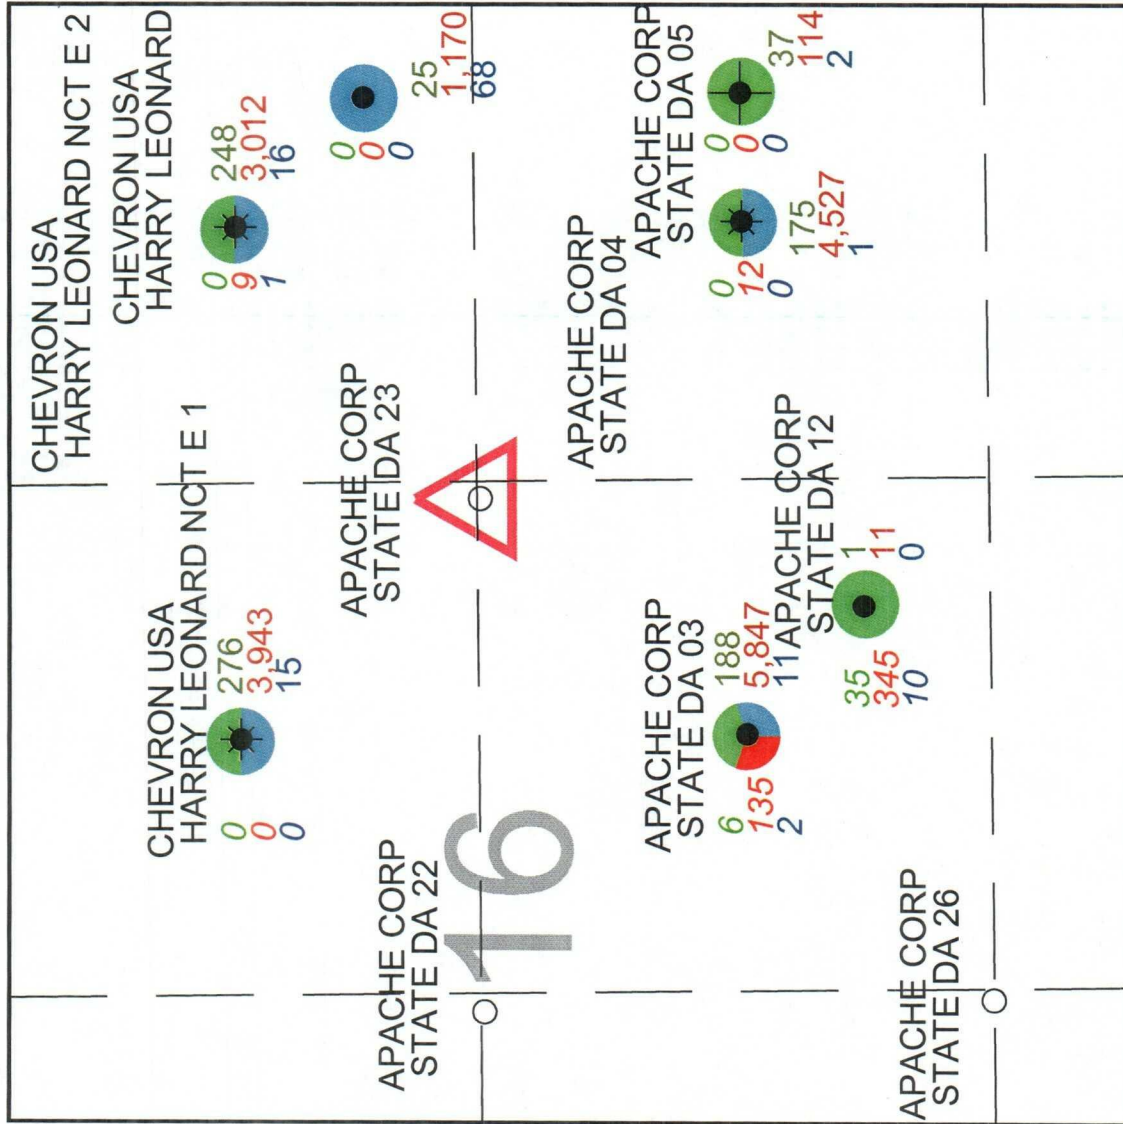 CHEVRON USA
HARRY LEONARD NCT E 2
CHEVRON USA
HARRY LEONARD
248
3,012
16
0
9
1
25
1,170
68
0
0
0
CHEVRON USA
HARRY LEONARD NCT E 1
276
3,943
15
0
0
0
APACHE CORP
STATE DA 23
APACHE CORP
STATE DA 22
16
APACHE CORP
STATE DA 04
APACHE CORP
STATE DA 05
0
0
0
37
114
2
0
12
0
175
4,527
1
APACHE CORP
STATE DA 03
188
5,847
11
6
135
2
APACHE CORP
STATE DA 12
1
11
0
35
345
10
APACHE CORP
STATE DA 26